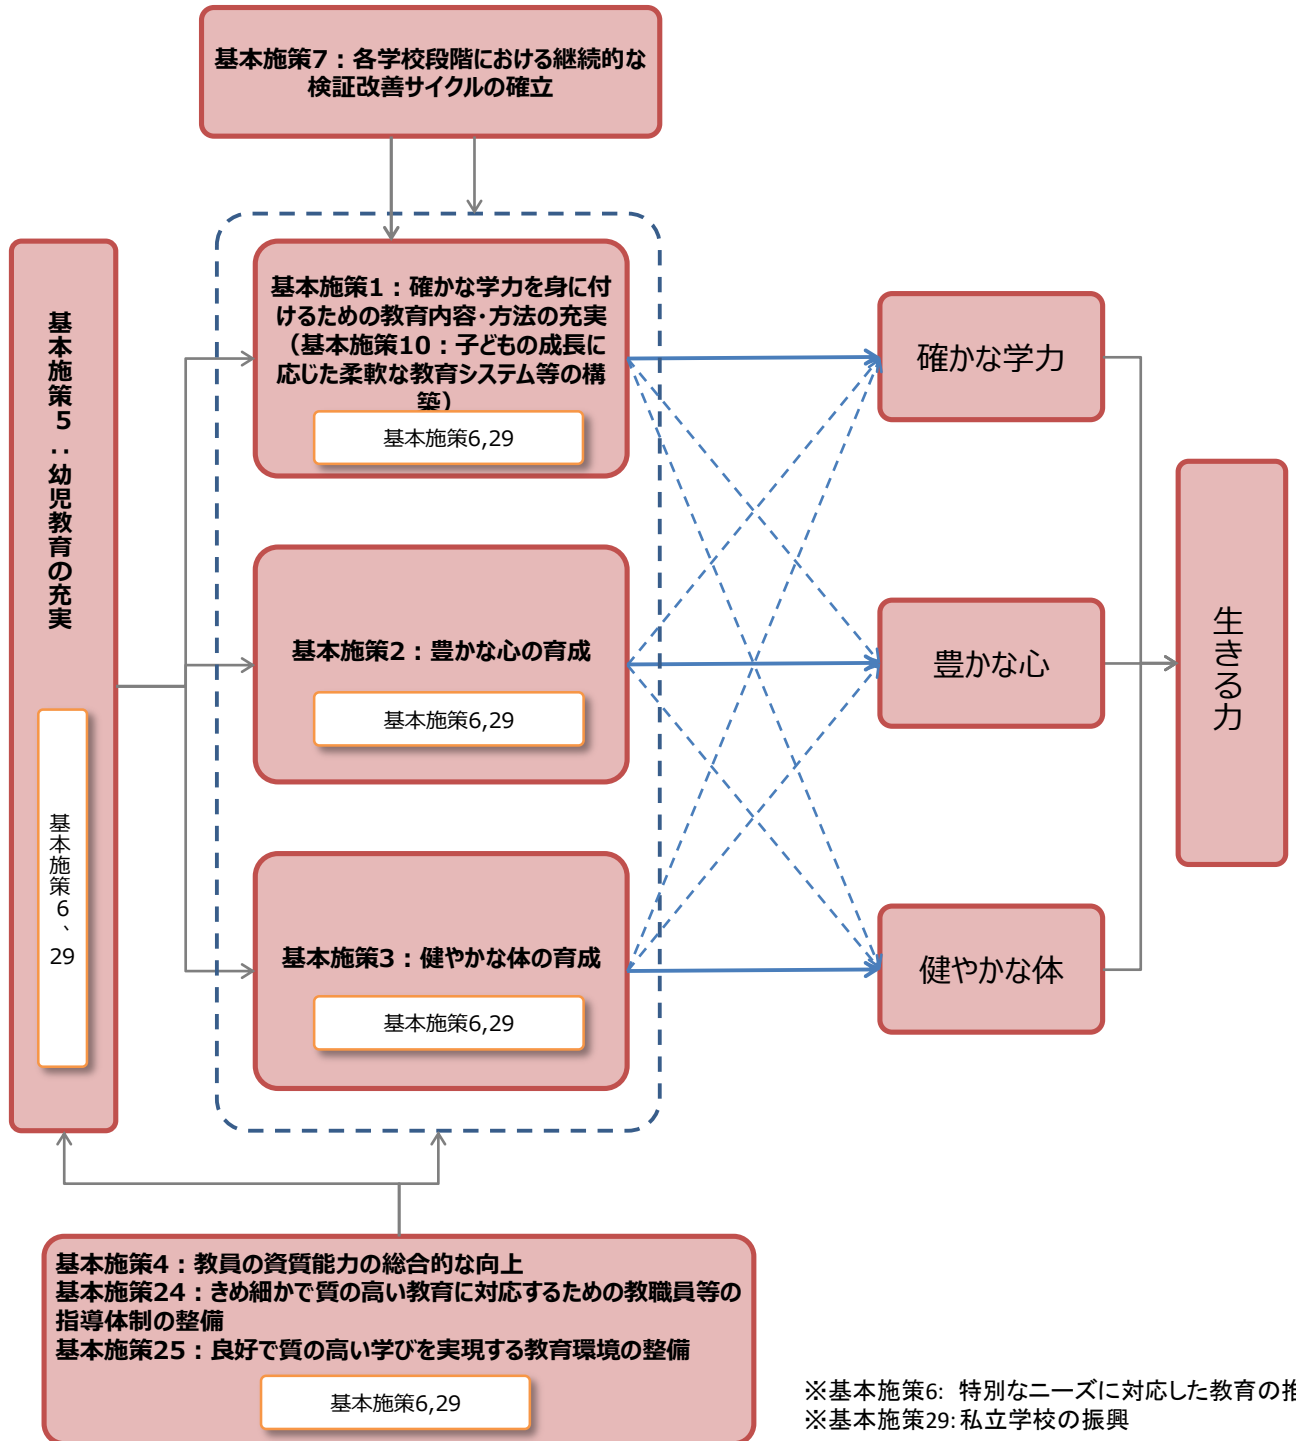 基本施策7：各学校段階における継続的な
検証改善サイクルの確立
基本施策5：幼児教育の充実
基本施策6、29
基本施策1：確かな学力を身に付
けるための教育内容・方法の充実
（基本施策10：子どもの成長に
応じた柔軟な教育システム等の構
築）
基本施策6,29
基本施策2：豊かな心の育成
基本施策6,29
基本施策3：健やかな体の育成
基本施策6,29
確かな学力
豊かな心
健やかな体
生きる力
基本施策4：教員の資質能力の総合的な向上
基本施策24：きめ細かで質の高い教育に対応するための教職員等の
指導体制の整備
基本施策25：良好で質の高い学びを実現する教育環境の整備
基本施策6,29
※基本施策6: 特別なニーズに対応した教育の
※基本施策29:私立学校の振興